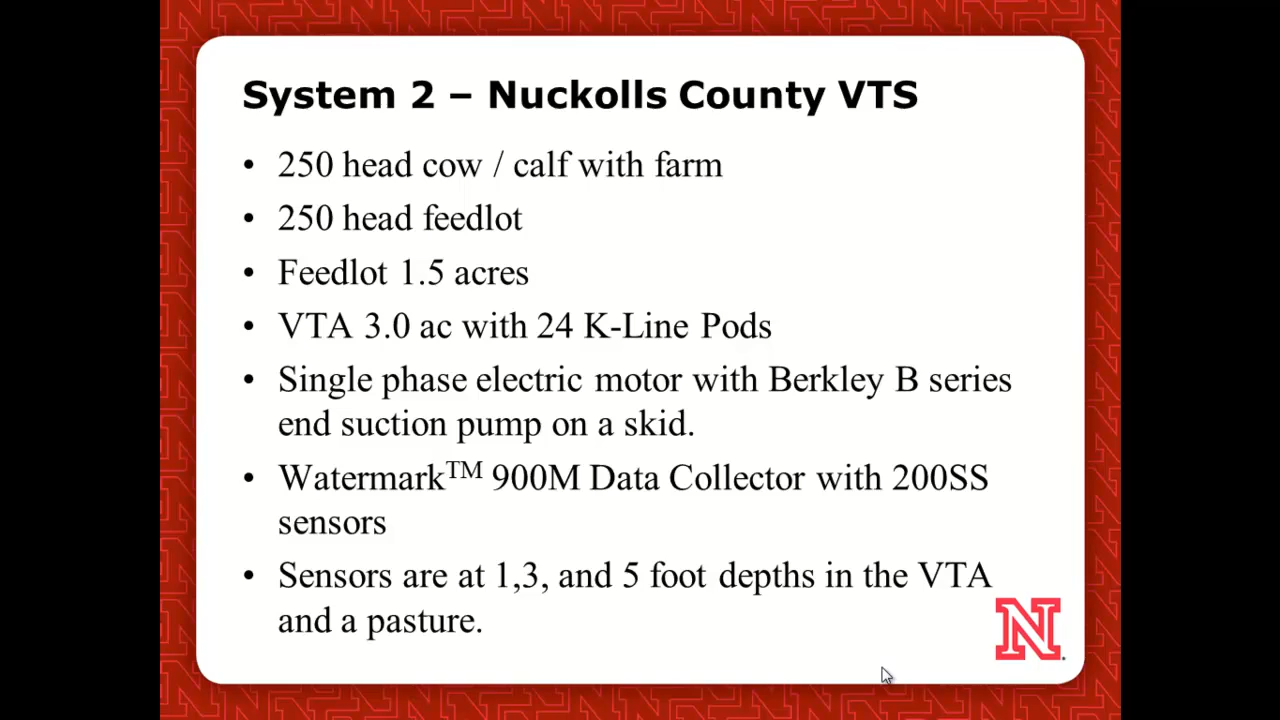 System 2 – Nuckolls County VTS
• 250 head cow / calf with farm
• 250 head feedlot
• Feedlot 1.5 acres
• VTA 3.0 ac with 24 K-Line Pods
• Single phase electric motor with Berkley B series
end suction pump on a skid.
• Watermark™ 900M Data Collector with 200SS
sensors
• Sensors are at 1,3, and 5 foot depths in the VTA
and a pasture.
N